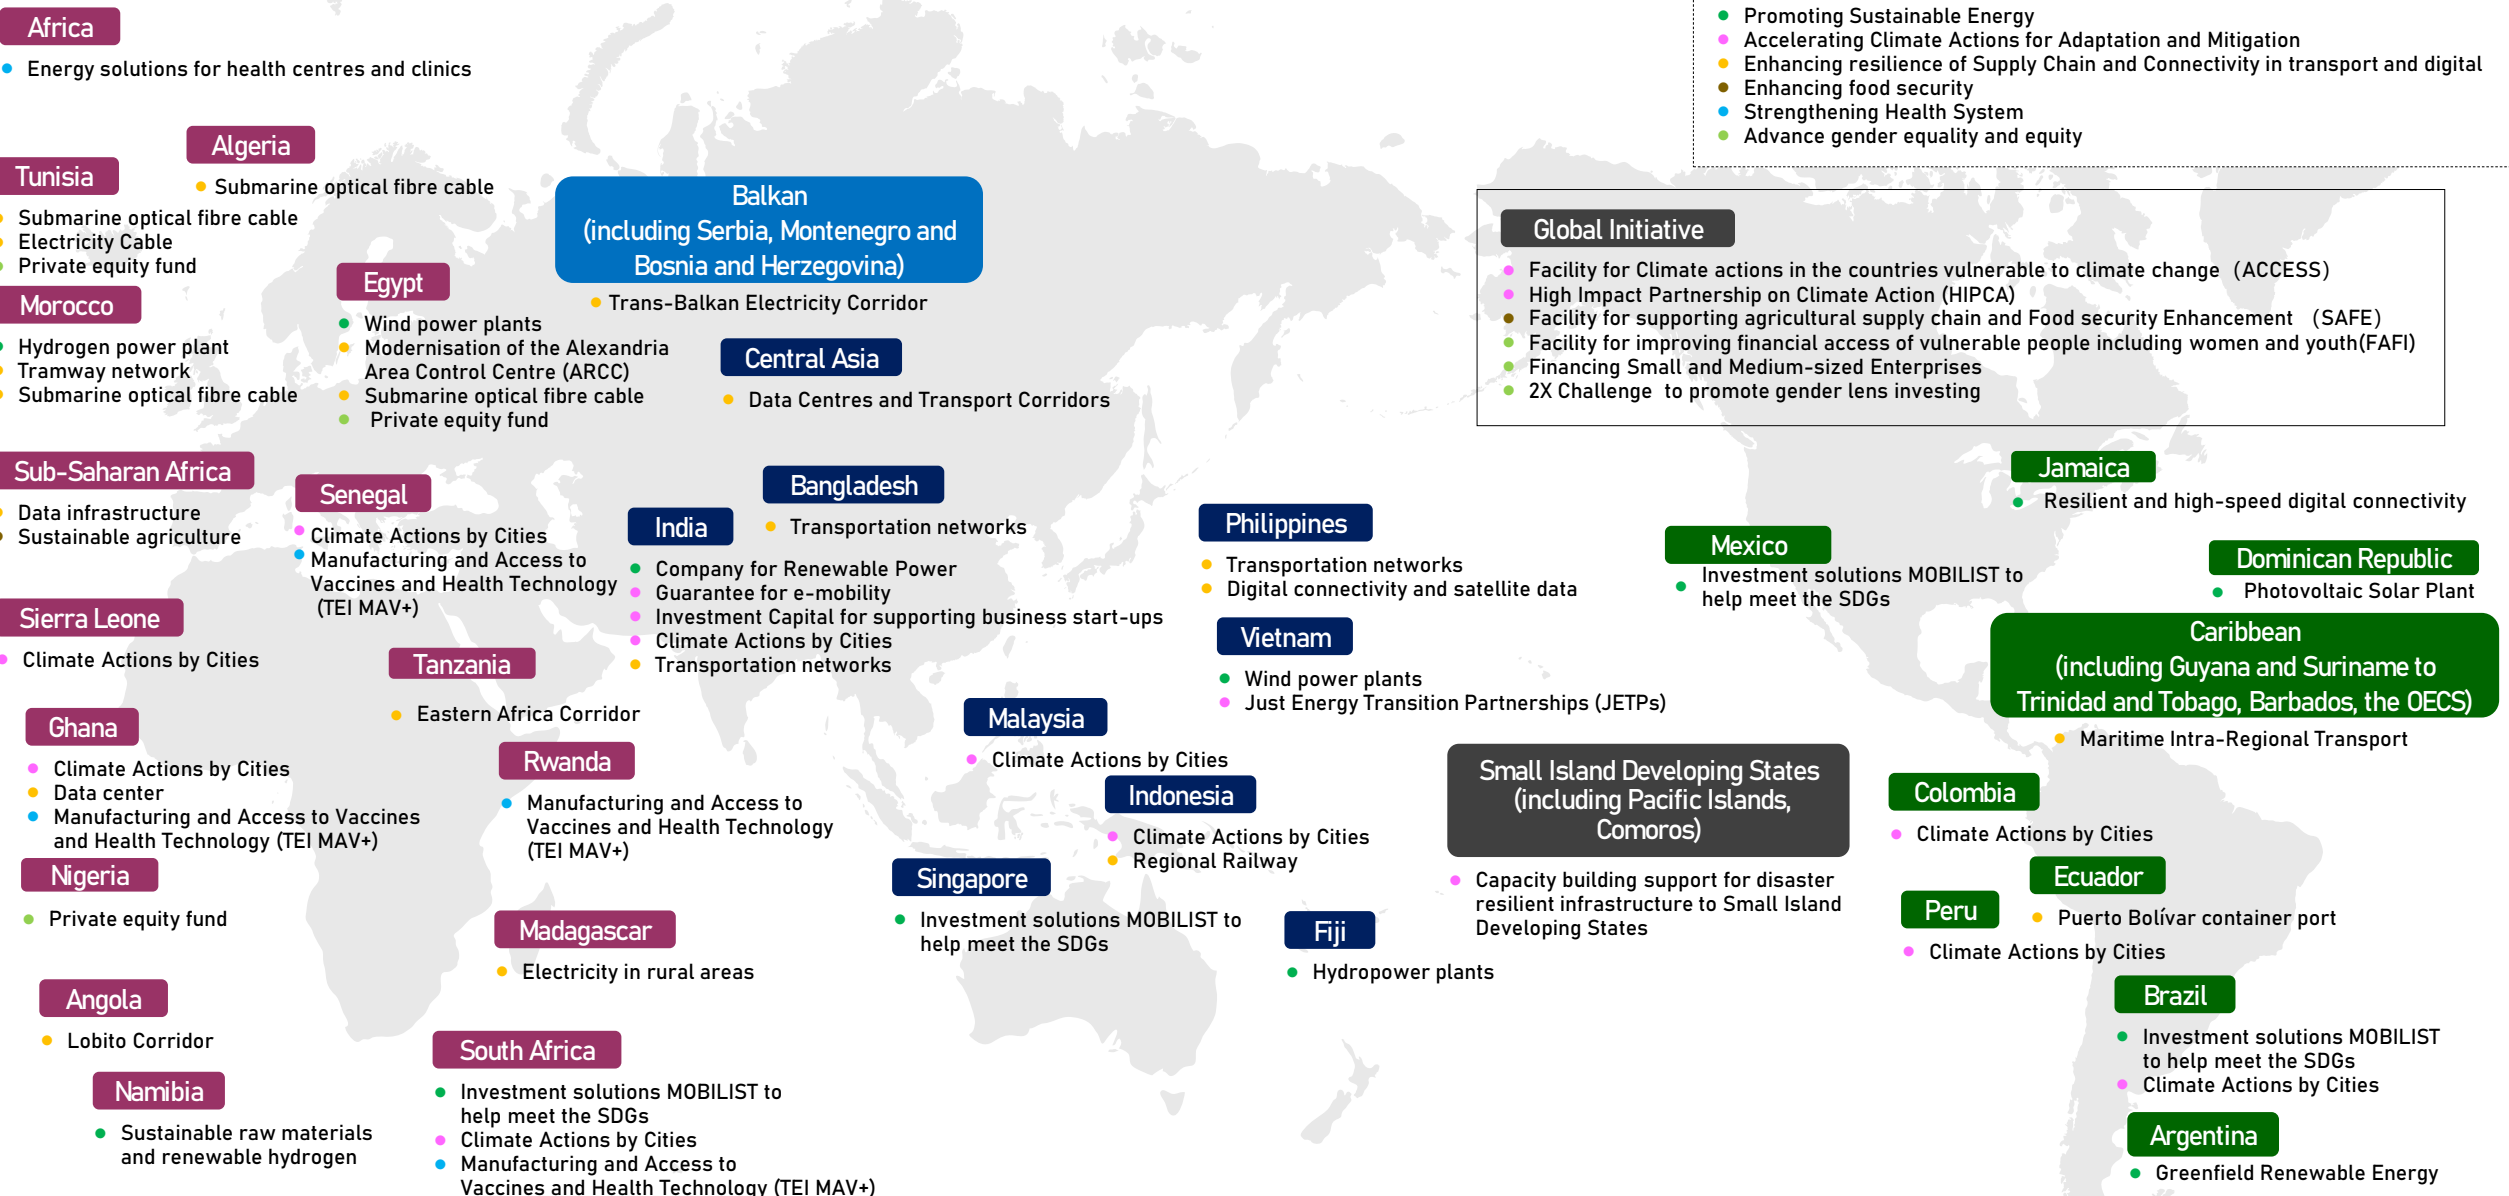 Africa
Energy solutions for health centres and clinics
Promoting Sustainable Energy
Accelerating Climate Actions for Adaptation and Mitigation
Enhancing resilience of Supply Chain and Connectivity in transport and digital
Enhancing food security
Strengthening Health System
Advance gender equality and equity
Algeria
Submarine optical fibre cable
Tunisia
Submarine optical fibre cable
Electricity Cable
Private equity fund
Morocco
Hydrogen power plant
Tramway network
Submarine optical fibre cable
Egypt
Wind power plants
Modernisation of the Alexandria
Area Control Centre (ARCC)
Submarine optical fibre cable
Private equity fund
Balkan
(including Serbia, Montenegro and
Bosnia and Herzegovina)
Trans-Balkan Electricity Corridor
Central Asia
Data Centres and Transport Corridors
Global Initiative
Facility for Climate actions in the countries vulnerable to climate change (ACCESS)
High Impact Partnership on Climate Action (HIPCA)
Facility for supporting agricultural supply chain and Food security Enhancement (SAFE)
Facility for improving financial access of vulnerable people including women and youth(FAFI)
Financing Small and Medium-sized Enterprises
2X Challenge to promote gender lens investing
Sub-Saharan Africa
Data infrastructure
Sustainable agriculture
Senegal
Climate Actions by Cities
Manufacturing and Access to
Vaccines and Health Technology
(TEI MAV+)
India
Company for Renewable Power
Guarantee for e-mobility
Investment Capital for supporting business start-ups
Climate Actions by Cities
Transportation networks
Bangladesh
Transportation networks
Philippines
Transportation networks
Digital connectivity and satellite data
Vietnam
Wind power plants
Just Energy Transition Partnerships (JETPs)
Jamaica
Resilient and high-speed digital connectivity
Mexico
Investment solutions MOBILIST to
help meet the SDGs
Dominican Republic
Photovoltaic Solar Plant
Caribbean
(including Guyana and Suriname to
Trinidad and Tobago, Barbados, the OECS)
Maritime Intra-Regional Transport
Sierra Leone
Climate Actions by Cities
Tanzania
Eastern Africa Corridor
Ghana
Climate Actions by Cities
Data center
Manufacturing and Access to Vaccines
and Health Technology (TEI MAV+)
Rwanda
Manufacturing and Access to
Vaccines and Health Technology
(TEI MAV+)
Malaysia
Climate Actions by Cities
Indonesia
Climate Actions by Cities
Regional Railway
Small Island Developing States
(including Pacific Islands,
Comoros)
Capacity building support for disaster
resilient infrastructure to Small Island
Developing States
Colombia
Climate Actions by Cities
Ecuador
Puerto Bolívar container port
Peru
Climate Actions by Cities
Nigeria
Private equity fund
Singapore
Investment solutions MOBILIST to
help meet the SDGs
Fiji
Hydropower plants
Madagascar
Electricity in rural areas
Angola
Lobito Corridor
Namibia
Sustainable raw materials
and renewable hydrogen
South Africa
Investment solutions MOBILIST to
help meet the SDGs
Climate Actions by Cities
Manufacturing and Access to
Vaccines and Health Technology (TEI MAV+)
Brazil
Investment solutions MOBILIST
to help meet the SDGs
Climate Actions by Cities
Argentina
Greenfield Renewable Energy